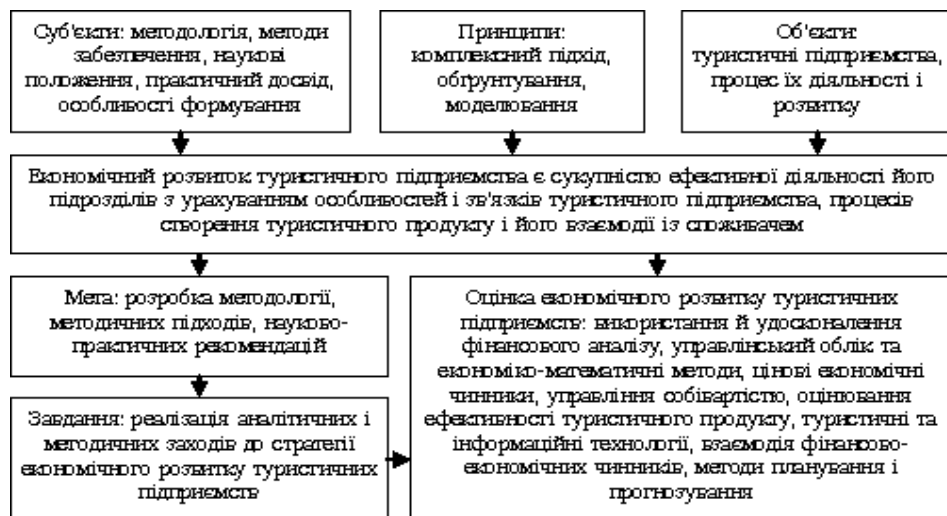 Суб'єкти: методологія, методи
забезпечення, наукові
положення, практичний досвід,
особливості формування
Принципи:
комплексний підхід,
обґрунтування,
моделювання
Об'єкти:
туристичні підприємства,
процес їх діяльності і
розвитку
Економічний розвиток туристичного підприємства є сукупністю ефективної діяльності його
підрозділів з урахуванням особливостей і зв'язків туристичного підприємства, процесів
створення туристичного продукту і його взаємодії із споживачем
Мета: розробка методології,
методичних підходів, науково-
практичних рекомендацій
Завдання: реалізація аналітичних і
методичних заходів до стратегії
економічного розвитку туристичних
підприємств
Оцінка економічного розвитку туристичних
підприємств: використання й удосконалення
фінансового аналізу, управлінський облік та
економіко-математичні методи, цінові економічні
чинники, управління собівартістю, оцінювання
ефективності туристичного продукту, туристичні та
інформаційні технології, взаємодія фінансово-
економічних чинників, методи планування і
прогнозування